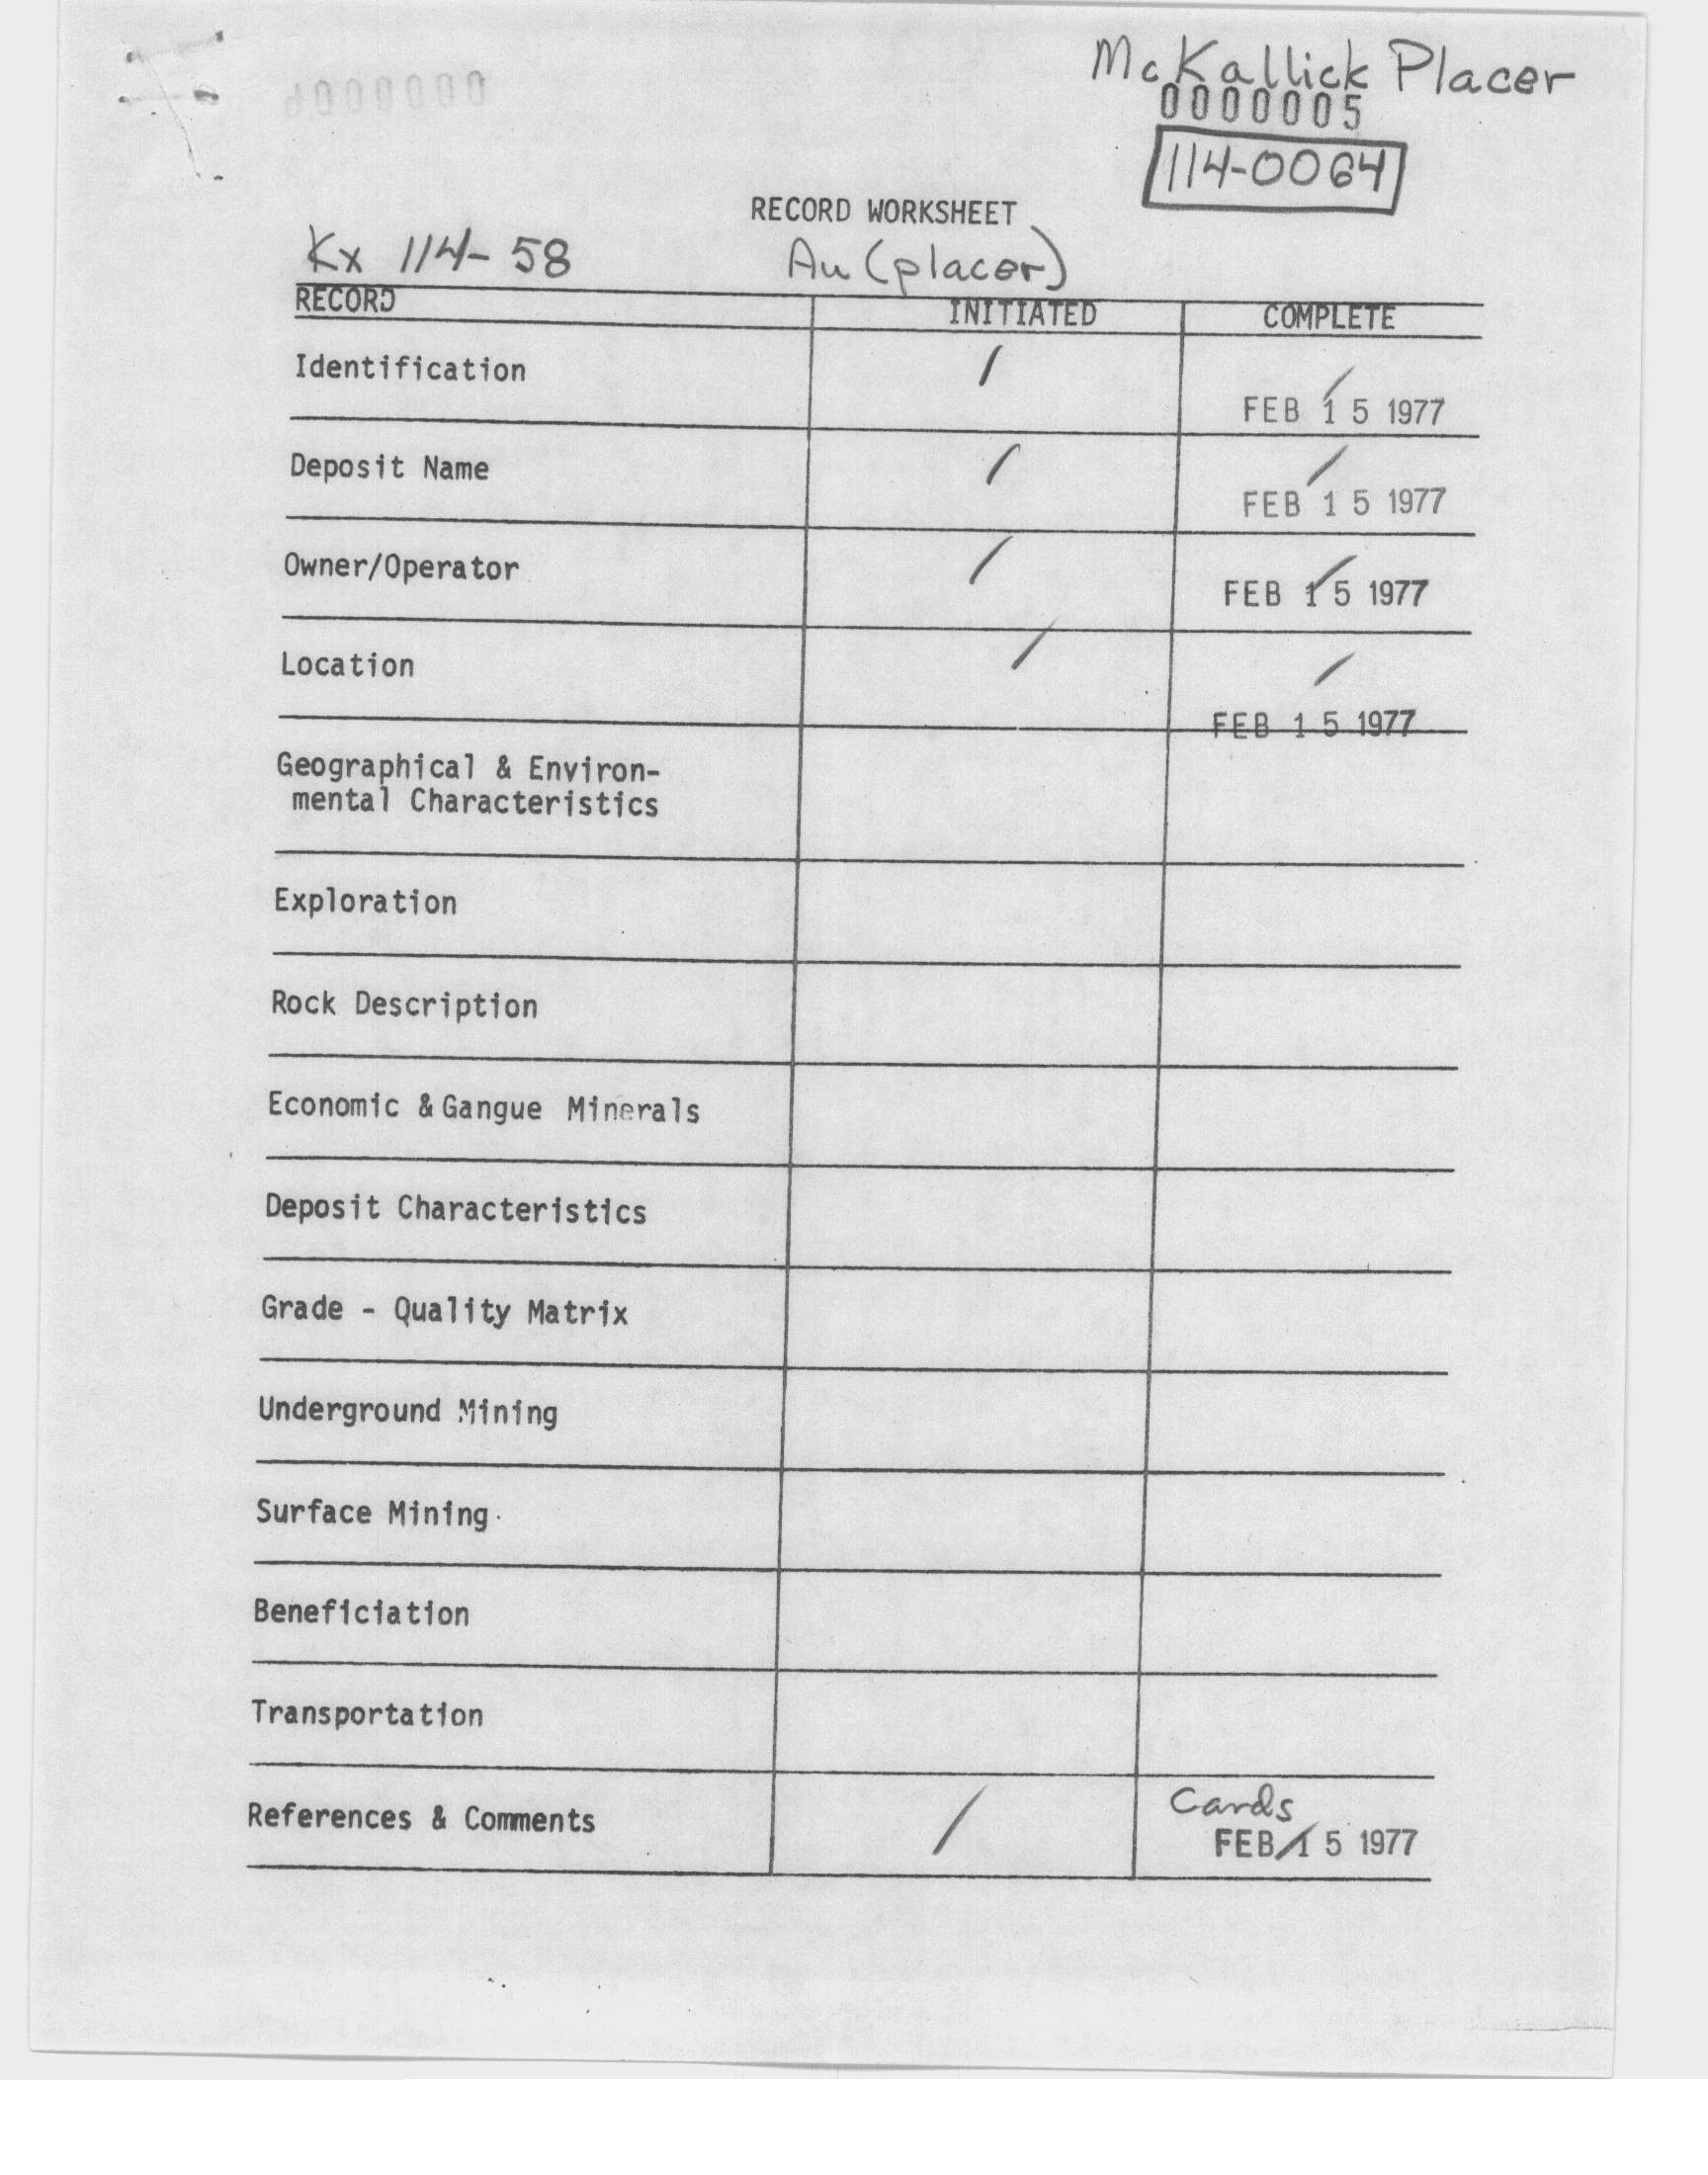 McKallick Placer
0000005
114-0064
RECORD WORKSHEET
Kx 114-58 Au (placer)
RECORD INITIATED COMPLETE
Identification / /
FEB 15 1977
Deposit Name / /
FEB 15 1977
Owner/Operator / /
FEB 15 1977
Location / /
FEB 15 1977
Geographical & Environ-
mental Characteristics
Exploration
Rock Description
Economic & Gangue Minerals
Deposit Characteristics
Grade - Quality Matrix
Underground Mining
Surface Mining
Beneficiation
Transportation
Cards
References & Comments / /
FEB 15 1977